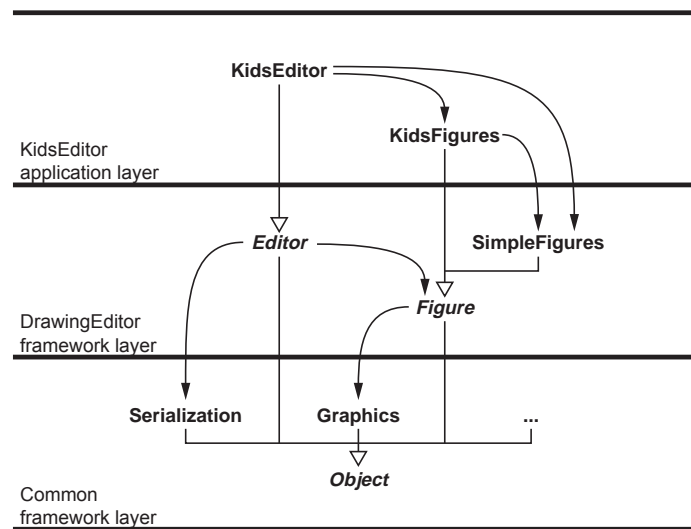 KidsEditor
KidsFigures
KidsEditor
application layer
Editor
SimpleFigures
Figure
DrawingEditor
framework layer
Serialization
Graphics
...
Object
Common
framework layer